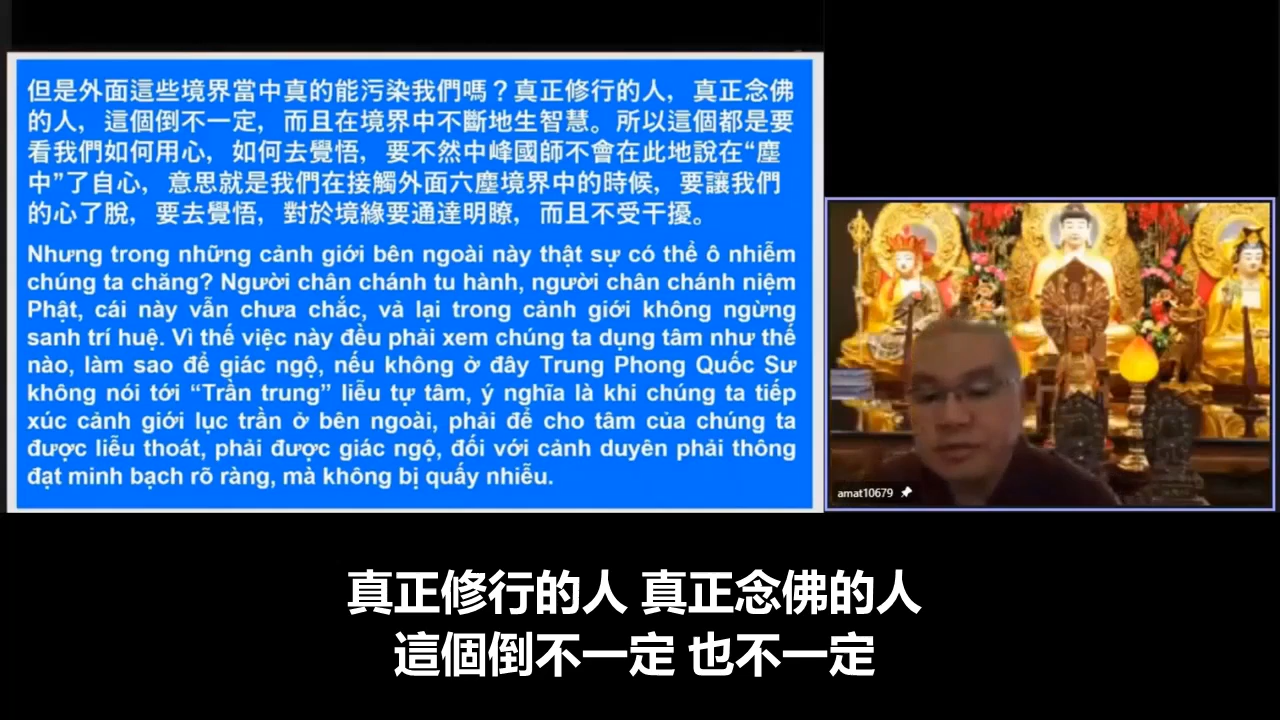 但是外面這些境界當中真的能污染我們嗎？真正修行的人，真正念佛
的人，這個倒不一定，而且在境界中不斷地生智慧。所以這個都是要
看我們如何用心，如何去覺悟，要不然中峰國師不會在此地說在“塵
中”了自心，意思就是我們在接觸外面六塵境界中的時候，要讓我們
的心了脫，要去覺悟，對於境緣要通達明瞭，而且不受干擾。
Nhưng trong những cảnh giới bên ngoài này thật sự có thể ô nhiễm
chúng ta chăng? Người chân chánh tu hành, người chân chánh niệm
Phật, cái này vẫn chưa chắc, vả lại trong cảnh giới không ngừng
sanh trí huệ. Vì thế việc này đều phải xem chúng ta dụng tâm như thế
nào, làm sao để giác ngộ, nếu không ở đây Trung Phong Quốc Sư
không nói tới “Trần trung” liễu tự tâm, ý nghĩa là khi chúng ta tiếp
xúc cảnh giới lục trần ở bên ngoài, phải để cho tâm của chúng ta
được liễu thoát, phải được giác ngộ, đối với cảnh duyên phải thông
đạt minh bạch rõ ràng, mà không bị quấy nhiễu.
amat10679
真正修行的人 真正念佛的人
這個倒不一定 也不一定